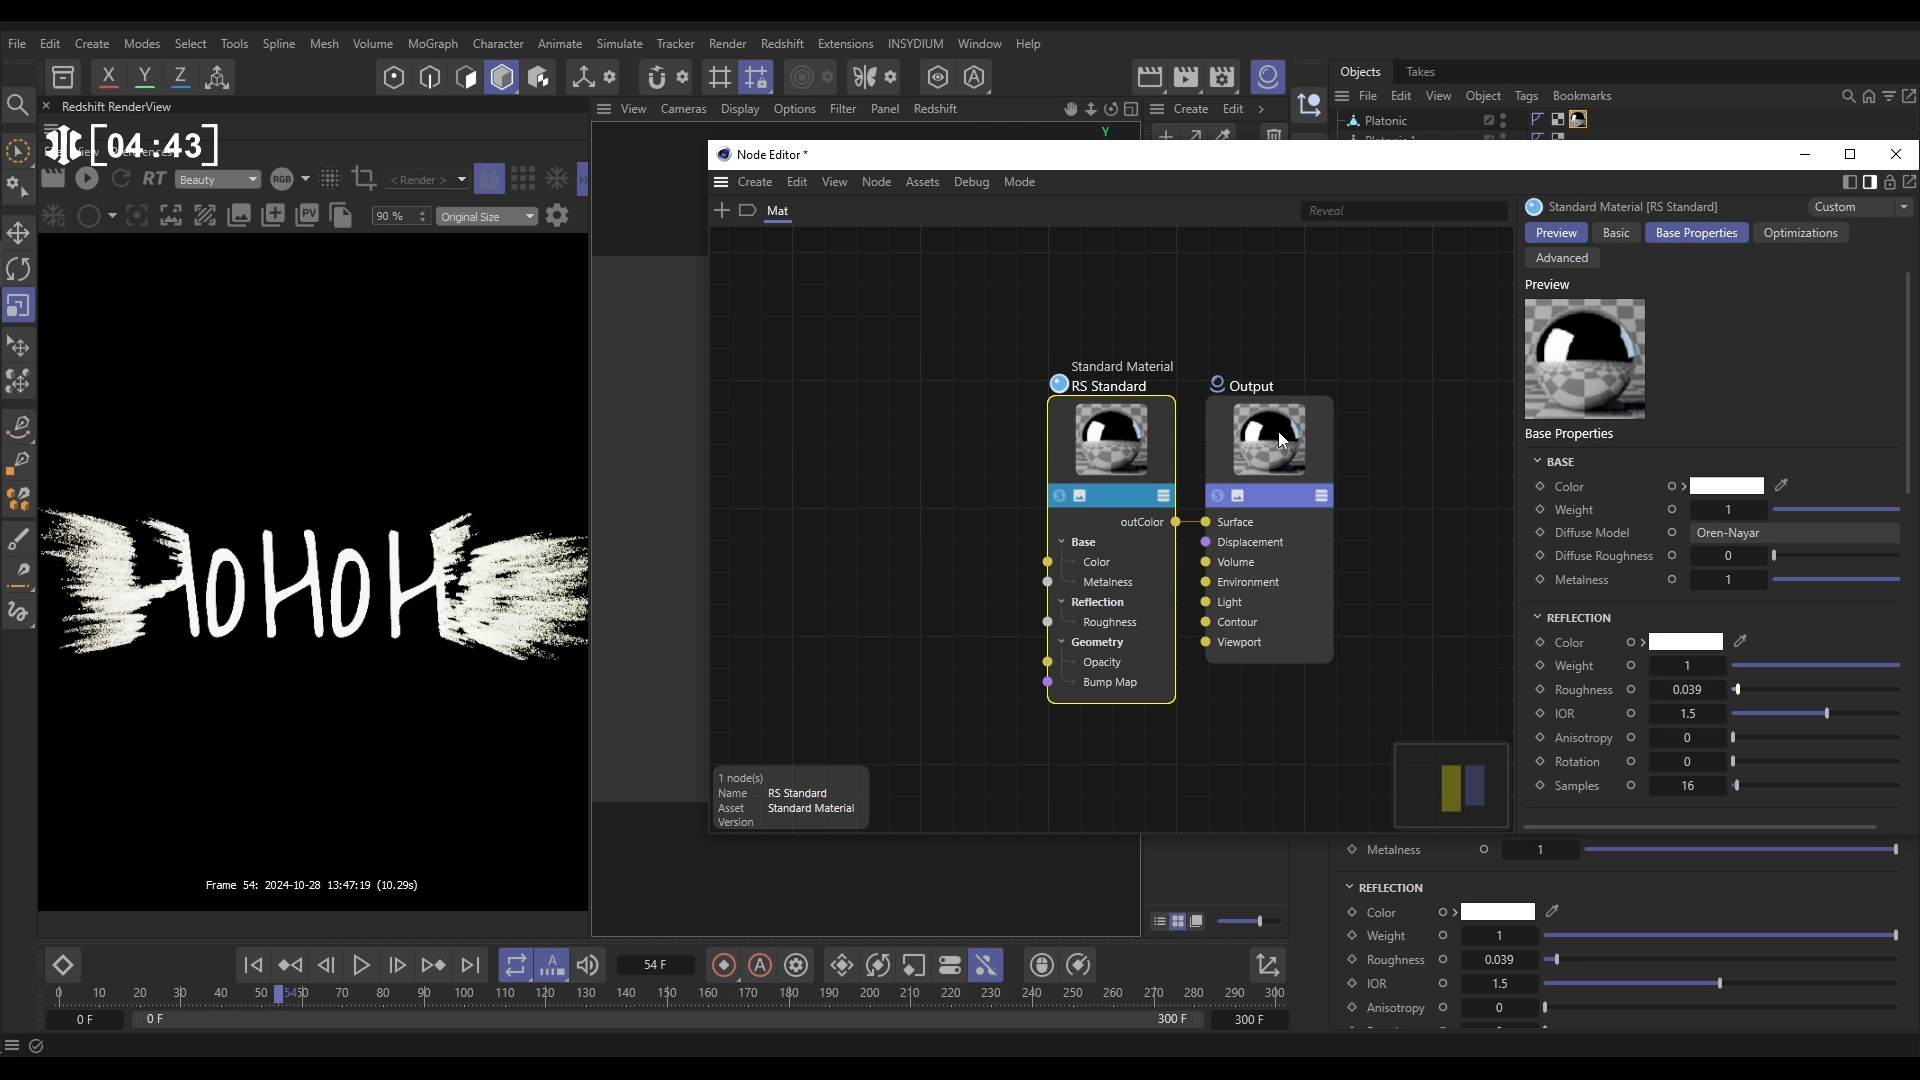 File Edit Create Modes Select Tools Spline Mesh Volume MoGraph Character Animate Simulate Tracker Render Redshift Extensions INSYDIUM Window Help
X Y Z
Objects Takes
Redshift RenderView
View Cameras Display Options Filter Panel Redshift
Create Edit
File Edit View Object Tags Bookmarks
[04:43]
Y
Platonic
Node Editor *
RT Beauty RGB < Render >
Create Edit View Node Assets Debug Mode
Mat
Reveal
Standard Material [RS Standard] Custom
PV 90 % Original Size
Preview Basic Base Properties Optimizations
Advanced
Preview
Standard Material
RS Standard
Output
Base Properties
BASE
Color
Weight 1
Diffuse Model Oren-Nayar
Diffuse Roughness 0
Metalness 1
outColor
Base
Color
Metalness
Reflection
Roughness
Geometry
Opacity
Bump Map
Surface
Displacement
Volume
Environment
Light
Contour
Viewport
REFLECTION
Color
Weight 1
Roughness 0.039
IOR 1.5
Anisotropy 0
Rotation 0
Samples 16
HoHoH
1 node(s)
Name RS Standard
Asset Standard Material
Version
Metalness 1
REFLECTION
Color
Weight 1
Roughness 0.039
IOR 1.5
Anisotropy 0
Frame 54: 2024-10-28 13:47:19 (10.29s)
54 F
0 10 20 30 40 50 54 60 70 80 90 100 110 120 130 140 150 160 170 180 190 200 210 220 230 240 250 260 270 280 290 300
0 F 0 F 300 F 300 F